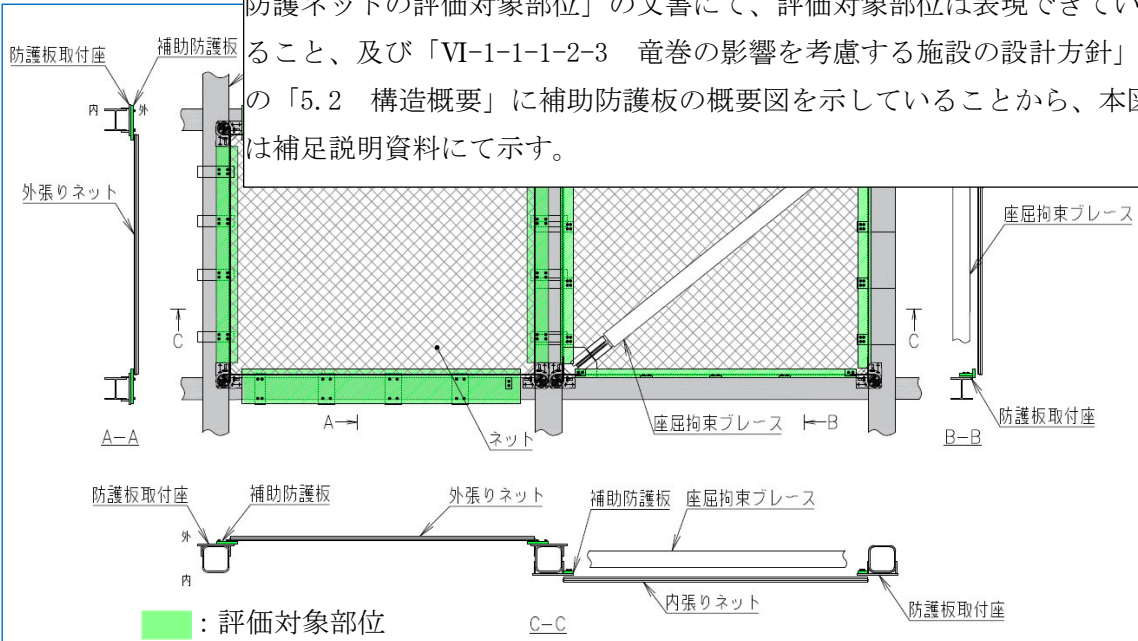 防護ネットの評価対象部位」の文書にて、評価対象部位は表現できてい
ること、及び「Ⅵ-1-1-1-2-3 竜巻の影響を考慮する施設の設計方針」
の「5.2 構造概要」に補助防護板の概要図を示していることから、本図
は補足説明資料にて示す。
補助防護板
防護板取付座
内
外
外張りネット
座屈拘束ブレース
C
C
A
ネット
座屈拘束ブレース
B
防護板取付座
A-A
B-B
防護板取付座
補助防護板
外張りネット
補助防護板
座屈拘束ブレース
外
内
内張りネット
防護板取付座
:評価対象部位
C-C